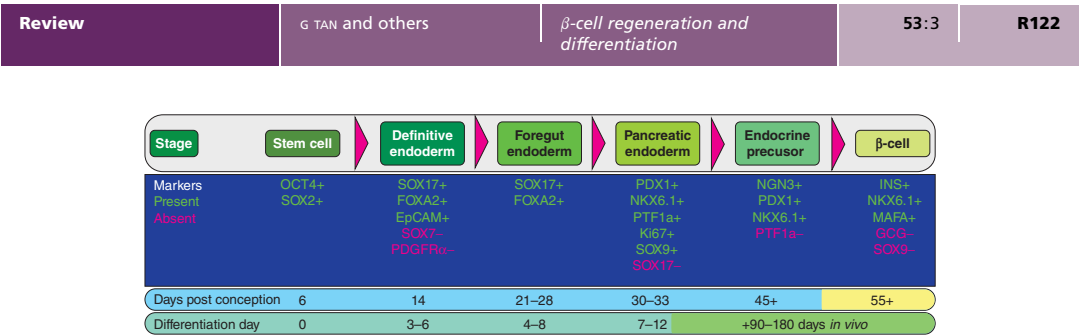 Review G TAN and others β-cell regeneration and 53:3 R122
differentiation
Stage Stem cell Definitive endoderm Foregut endoderm Pancreatic endoderm Endocrine precusor β-cell
Markers OCT4+ SOX17+ SOX17+ PDX1+ NGN3+ INS+
Present SOX2+ FOXA2+ FOXA2+ NKX6.1+ PDX1+ NKX6.1+
Absent EpCAM+ PTF1a+ NKX6.1+ MAFA+
SOX7– Ki67+ PTF1a– GCG–
PDGFRα– SOX9+ SOX9–
SOX17–
Days post conception 6 14 21–28 30–33 45+ 55+
Differentiation day 0 3–6 4–8 7–12 +90–180 days in vivo